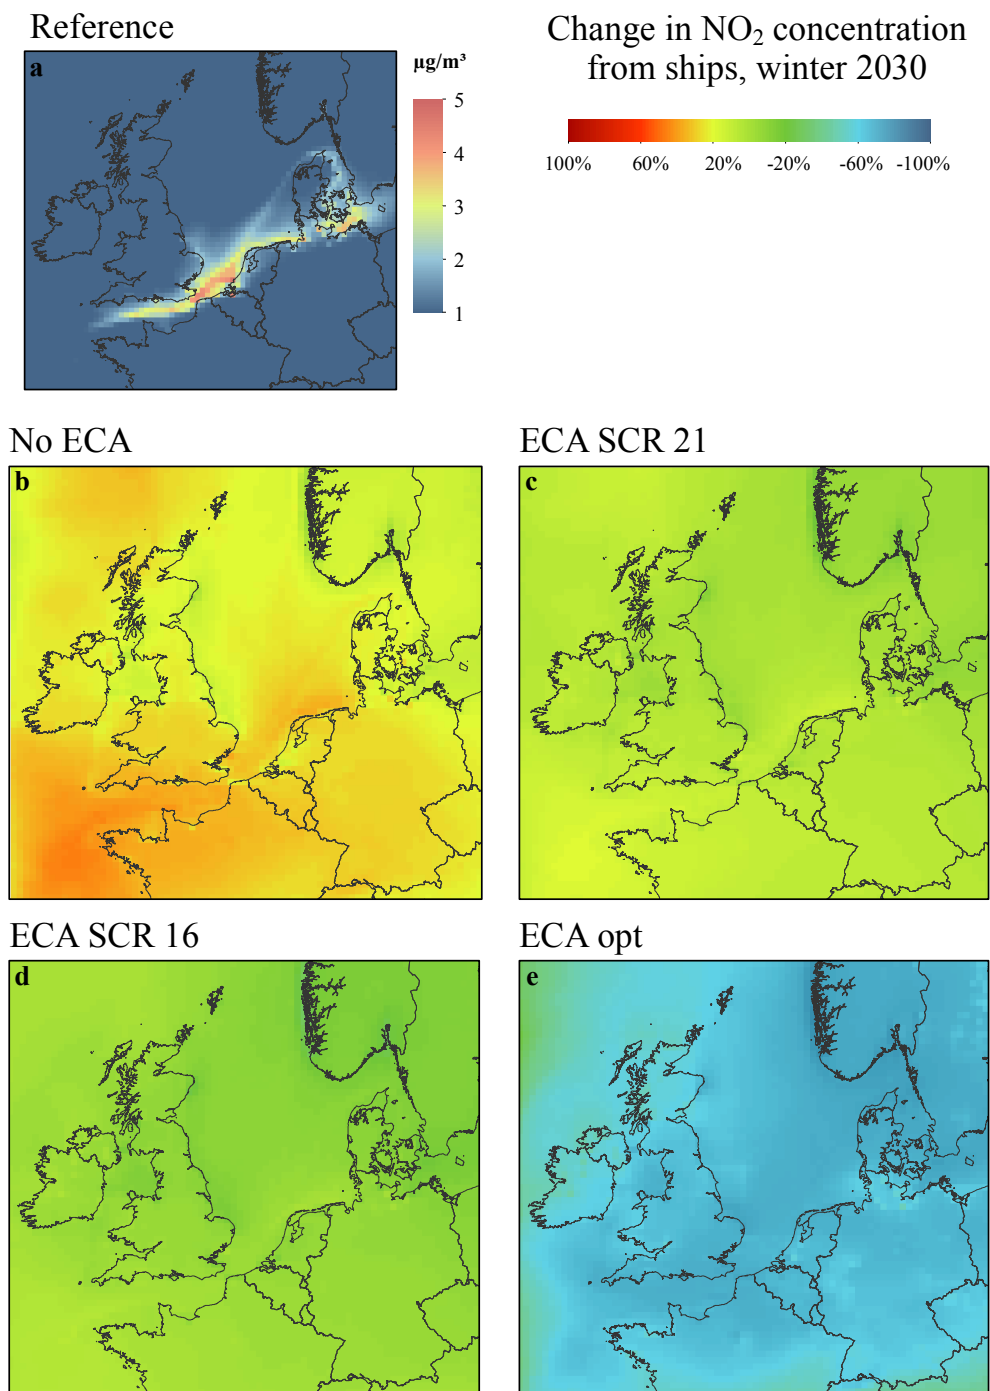 Reference
Change in NO₂ concentration
from ships, winter 2030
a
µg/m³
5
4
3
2
1
100% 60% 20% -20% -60% -100%
No ECA
ECA SCR 21
b
c
ECA SCR 16
ECA opt
d
e